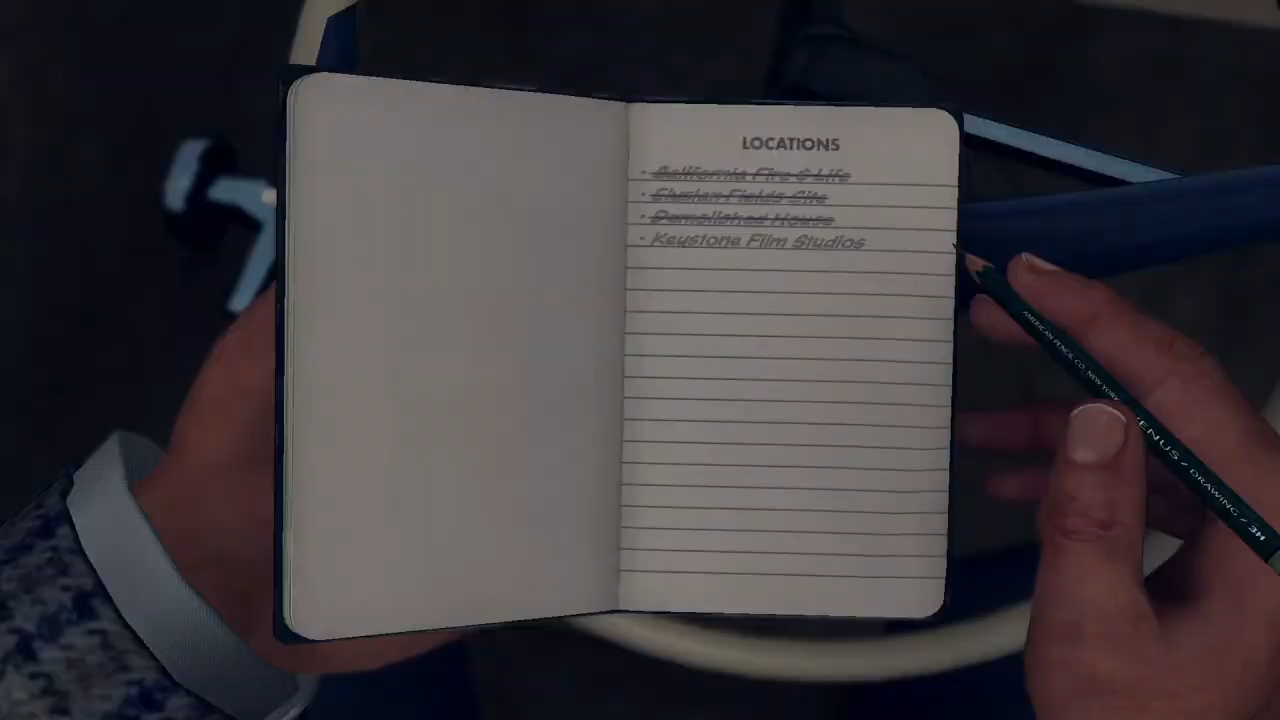 LOCATIONS
· California Fire & Life
· Elysian Fields Site
· Demolished House
· Keystone Film Studios
AMERICAN PENCIL CO. NEW YORK VENUS / DRAWING / 3H